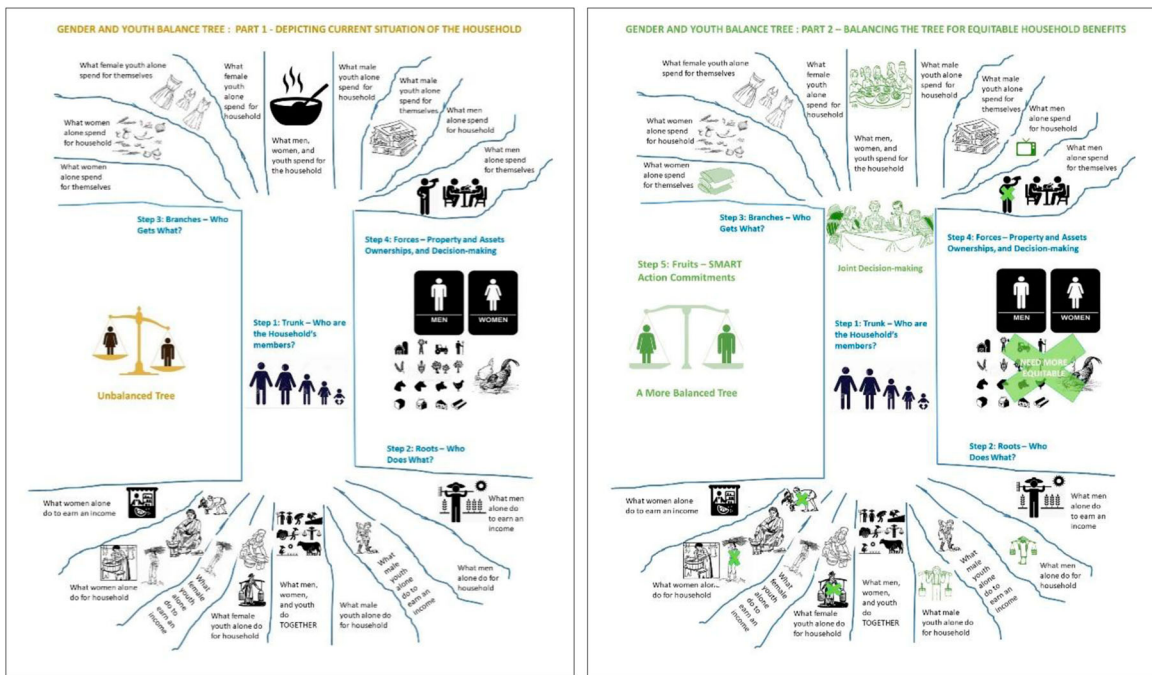 GENDER AND YOUTH BALANCE TREE : PART 1 - DEPICTING CURRENT SITUATION OF THE HOUSEHOLD
What female youth alone
spend for themselves
What
female
youth
alone
spend for
household
What male
youth alone
spend for
household
What male
youth alone
spend for
themselves
What men
alone spend
for household
What men
alone spend
for themselves
What women
alone spend
for household
What women
alone spend
for themselves
What men,
women, and
youth spend for
the household
Step 3: Branches – Who
Gets What?
Step 4: Forces – Property and Assets
Ownerships, and Decision-making
MEN
WOMEN
Step 1: Trunk – Who are
the Household's
members?
Unbalanced Tree
Step 2: Roots – Who
Does What?
What women alone
do to earn an income
What men
alone do
to earn an
income
What women alone
do for household
What
female
youth
alone
do to
earn an
income
What female youth
alone do for
household
What men,
women,
and youth
do
TOGETHER
What male
youth alone do
for household
What
male
youth
alone
do to
earn an
income
What men
alone do for
household
GENDER AND YOUTH BALANCE TREE : PART 2 – BALANCING THE TREE FOR EQUITABLE HOUSEHOLD BENEFITS
What female youth alone
spend for themselves
What
female
youth
alone
spend for
household
What male
youth alone
spend for
household
What male
youth alone
spend for
themselves
What men
alone spend
for household
What men
alone spend
for themselves
What women
alone spend
for household
What women
alone spend
for themselves
What men,
women, and
youth spend for
the household
Step 3: Branches – Who
Gets What?
Joint Decision-making
Step 4: Forces – Property and Assets
Ownerships, and Decision-making
Step 5: Fruits – SMART
Action Commitments
MEN
WOMEN
Step 1: Trunk – Who are
the Household's
members?
NEED MORE
EQUITABLE
A More Balanced Tree
Step 2: Roots – Who
Does What?
What women alone
do to earn an income
What men
alone do
to earn an
income
What women al...
do for household
What
female
youth
alone
do to
earn an
income
What female
youth alone do
for household
What men,
women,
and youth
do
TOGETHER
What male
youth alone do
for household
What
male
youth
alone
do to
earn an
income
What men
alone do for
household